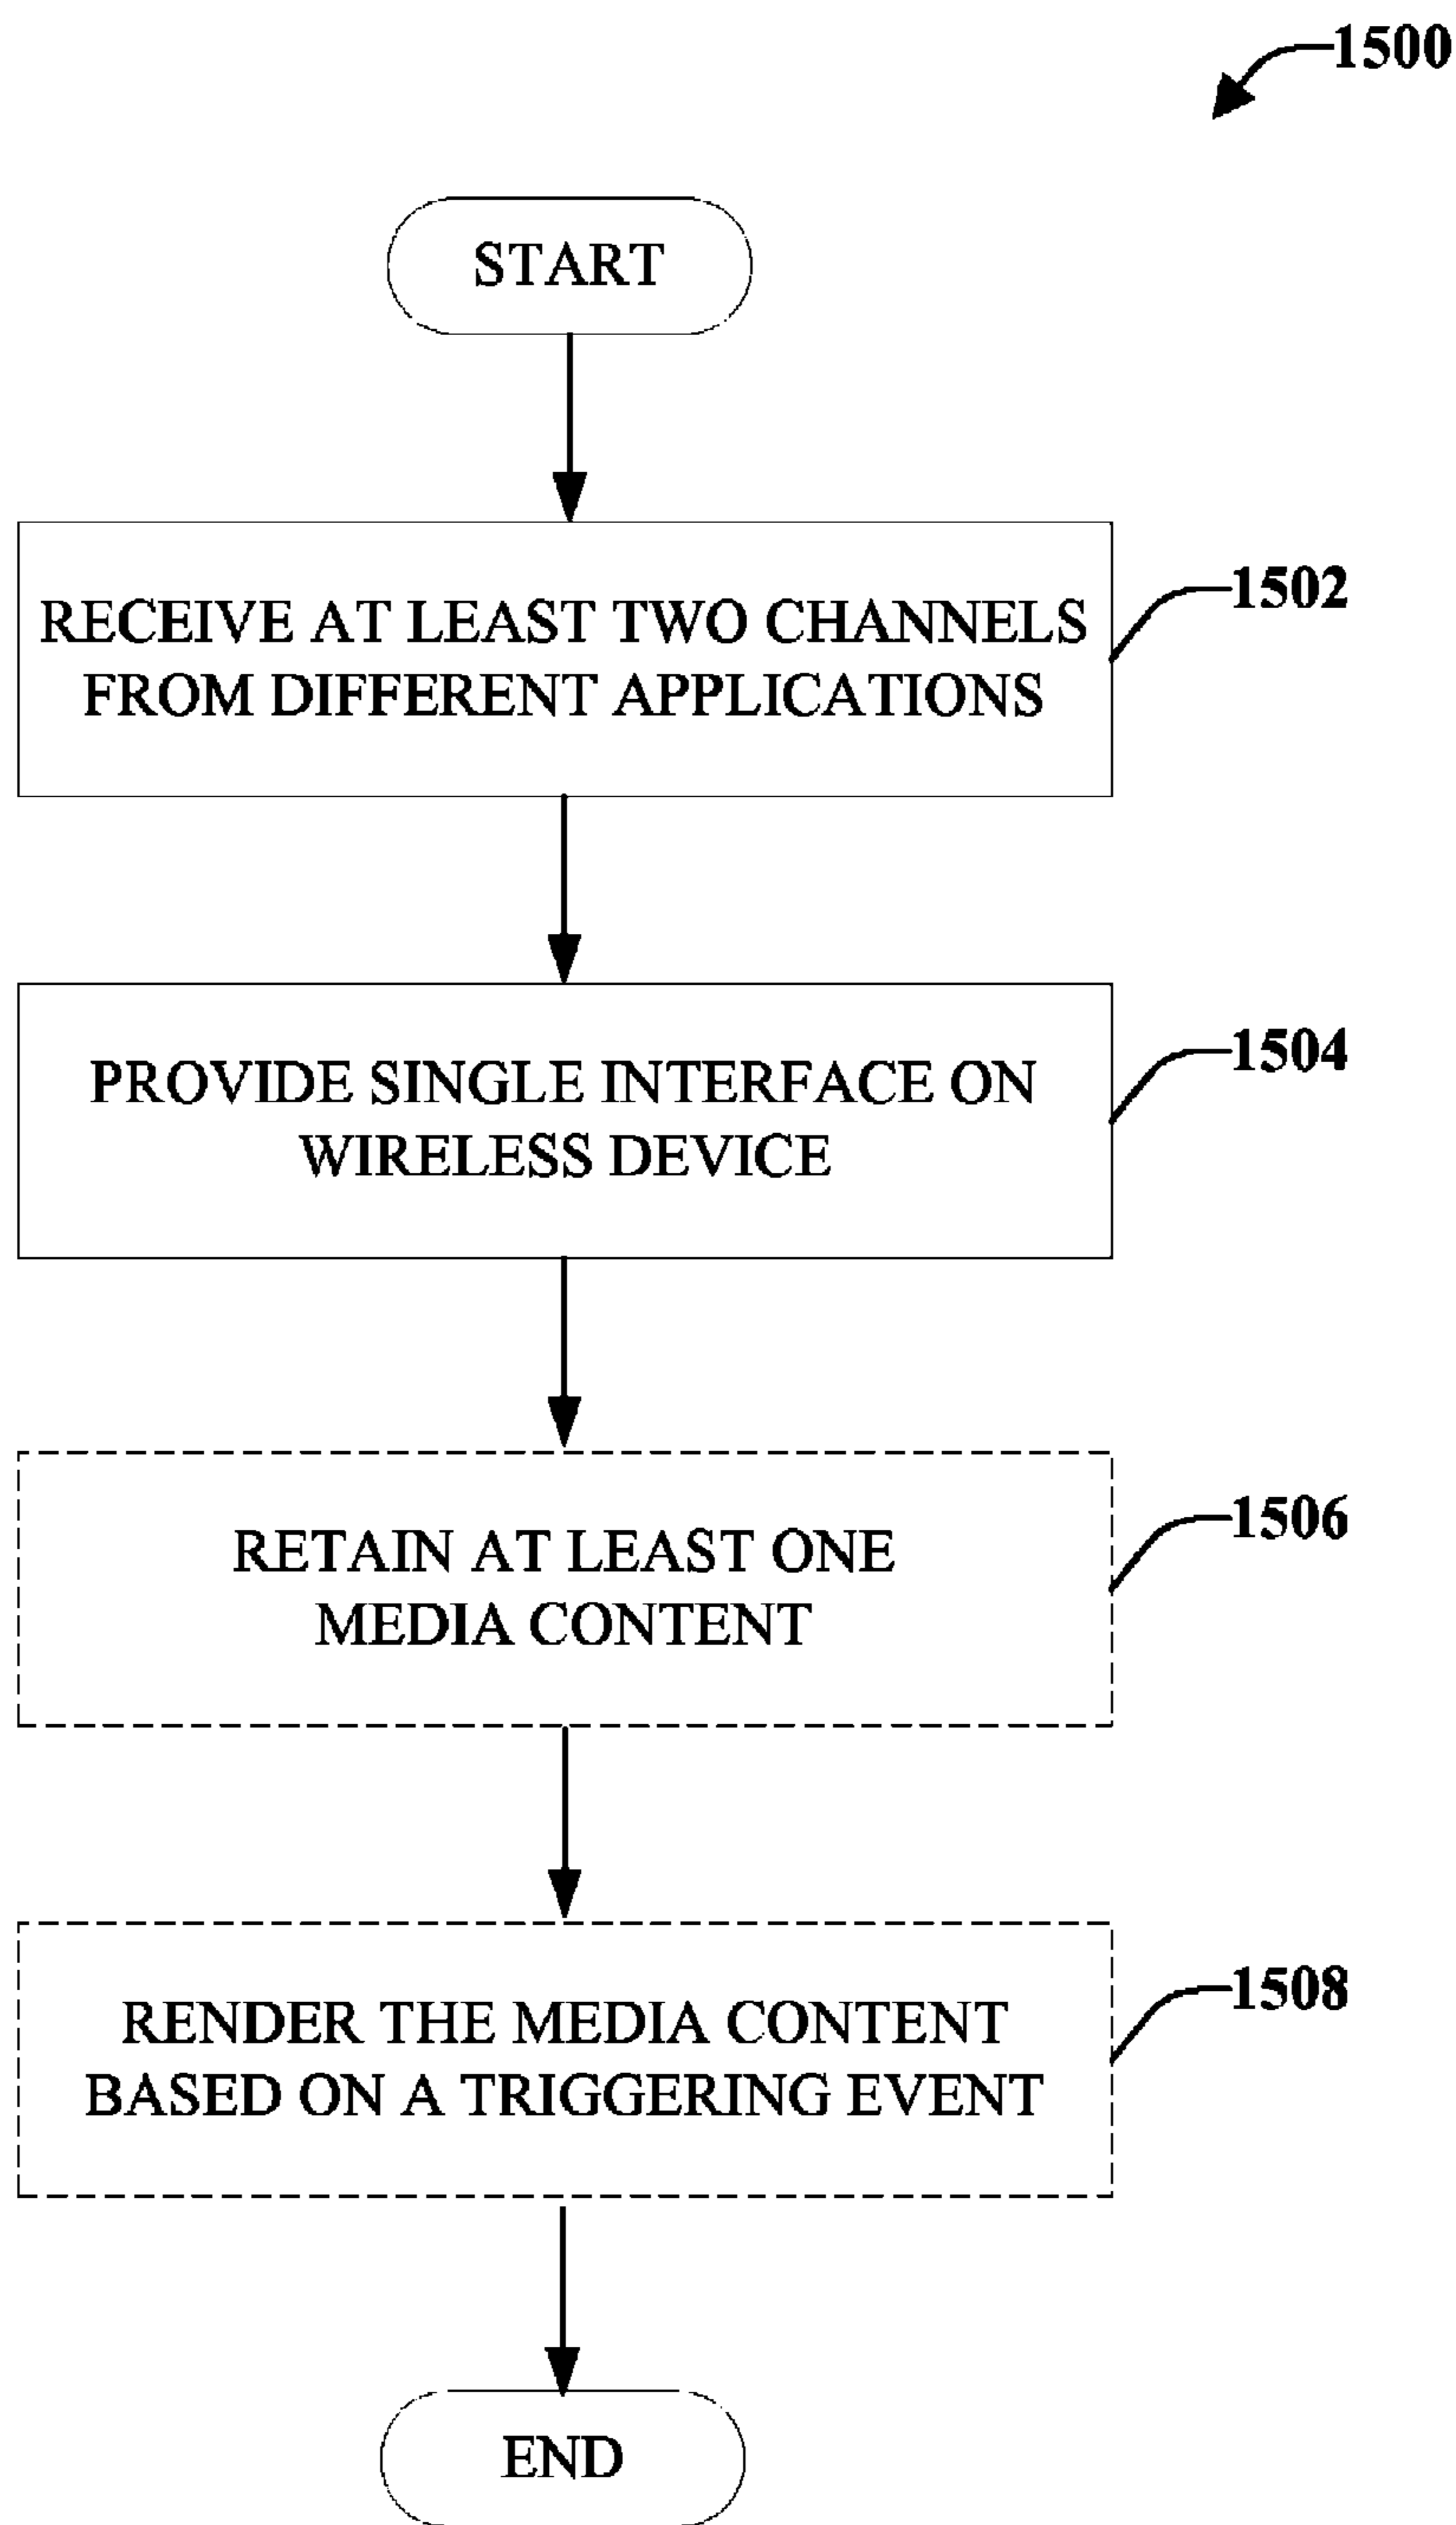 1500
START
RECEIVE AT LEAST TWO CHANNELS
FROM DIFFERENT APPLICATIONS
1502
PROVIDE SINGLE INTERFACE ON
WIRELESS DEVICE
1504
RETAIN AT LEAST ONE
MEDIA CONTENT
1506
RENDER THE MEDIA CONTENT
BASED ON A TRIGGERING EVENT
1508
END